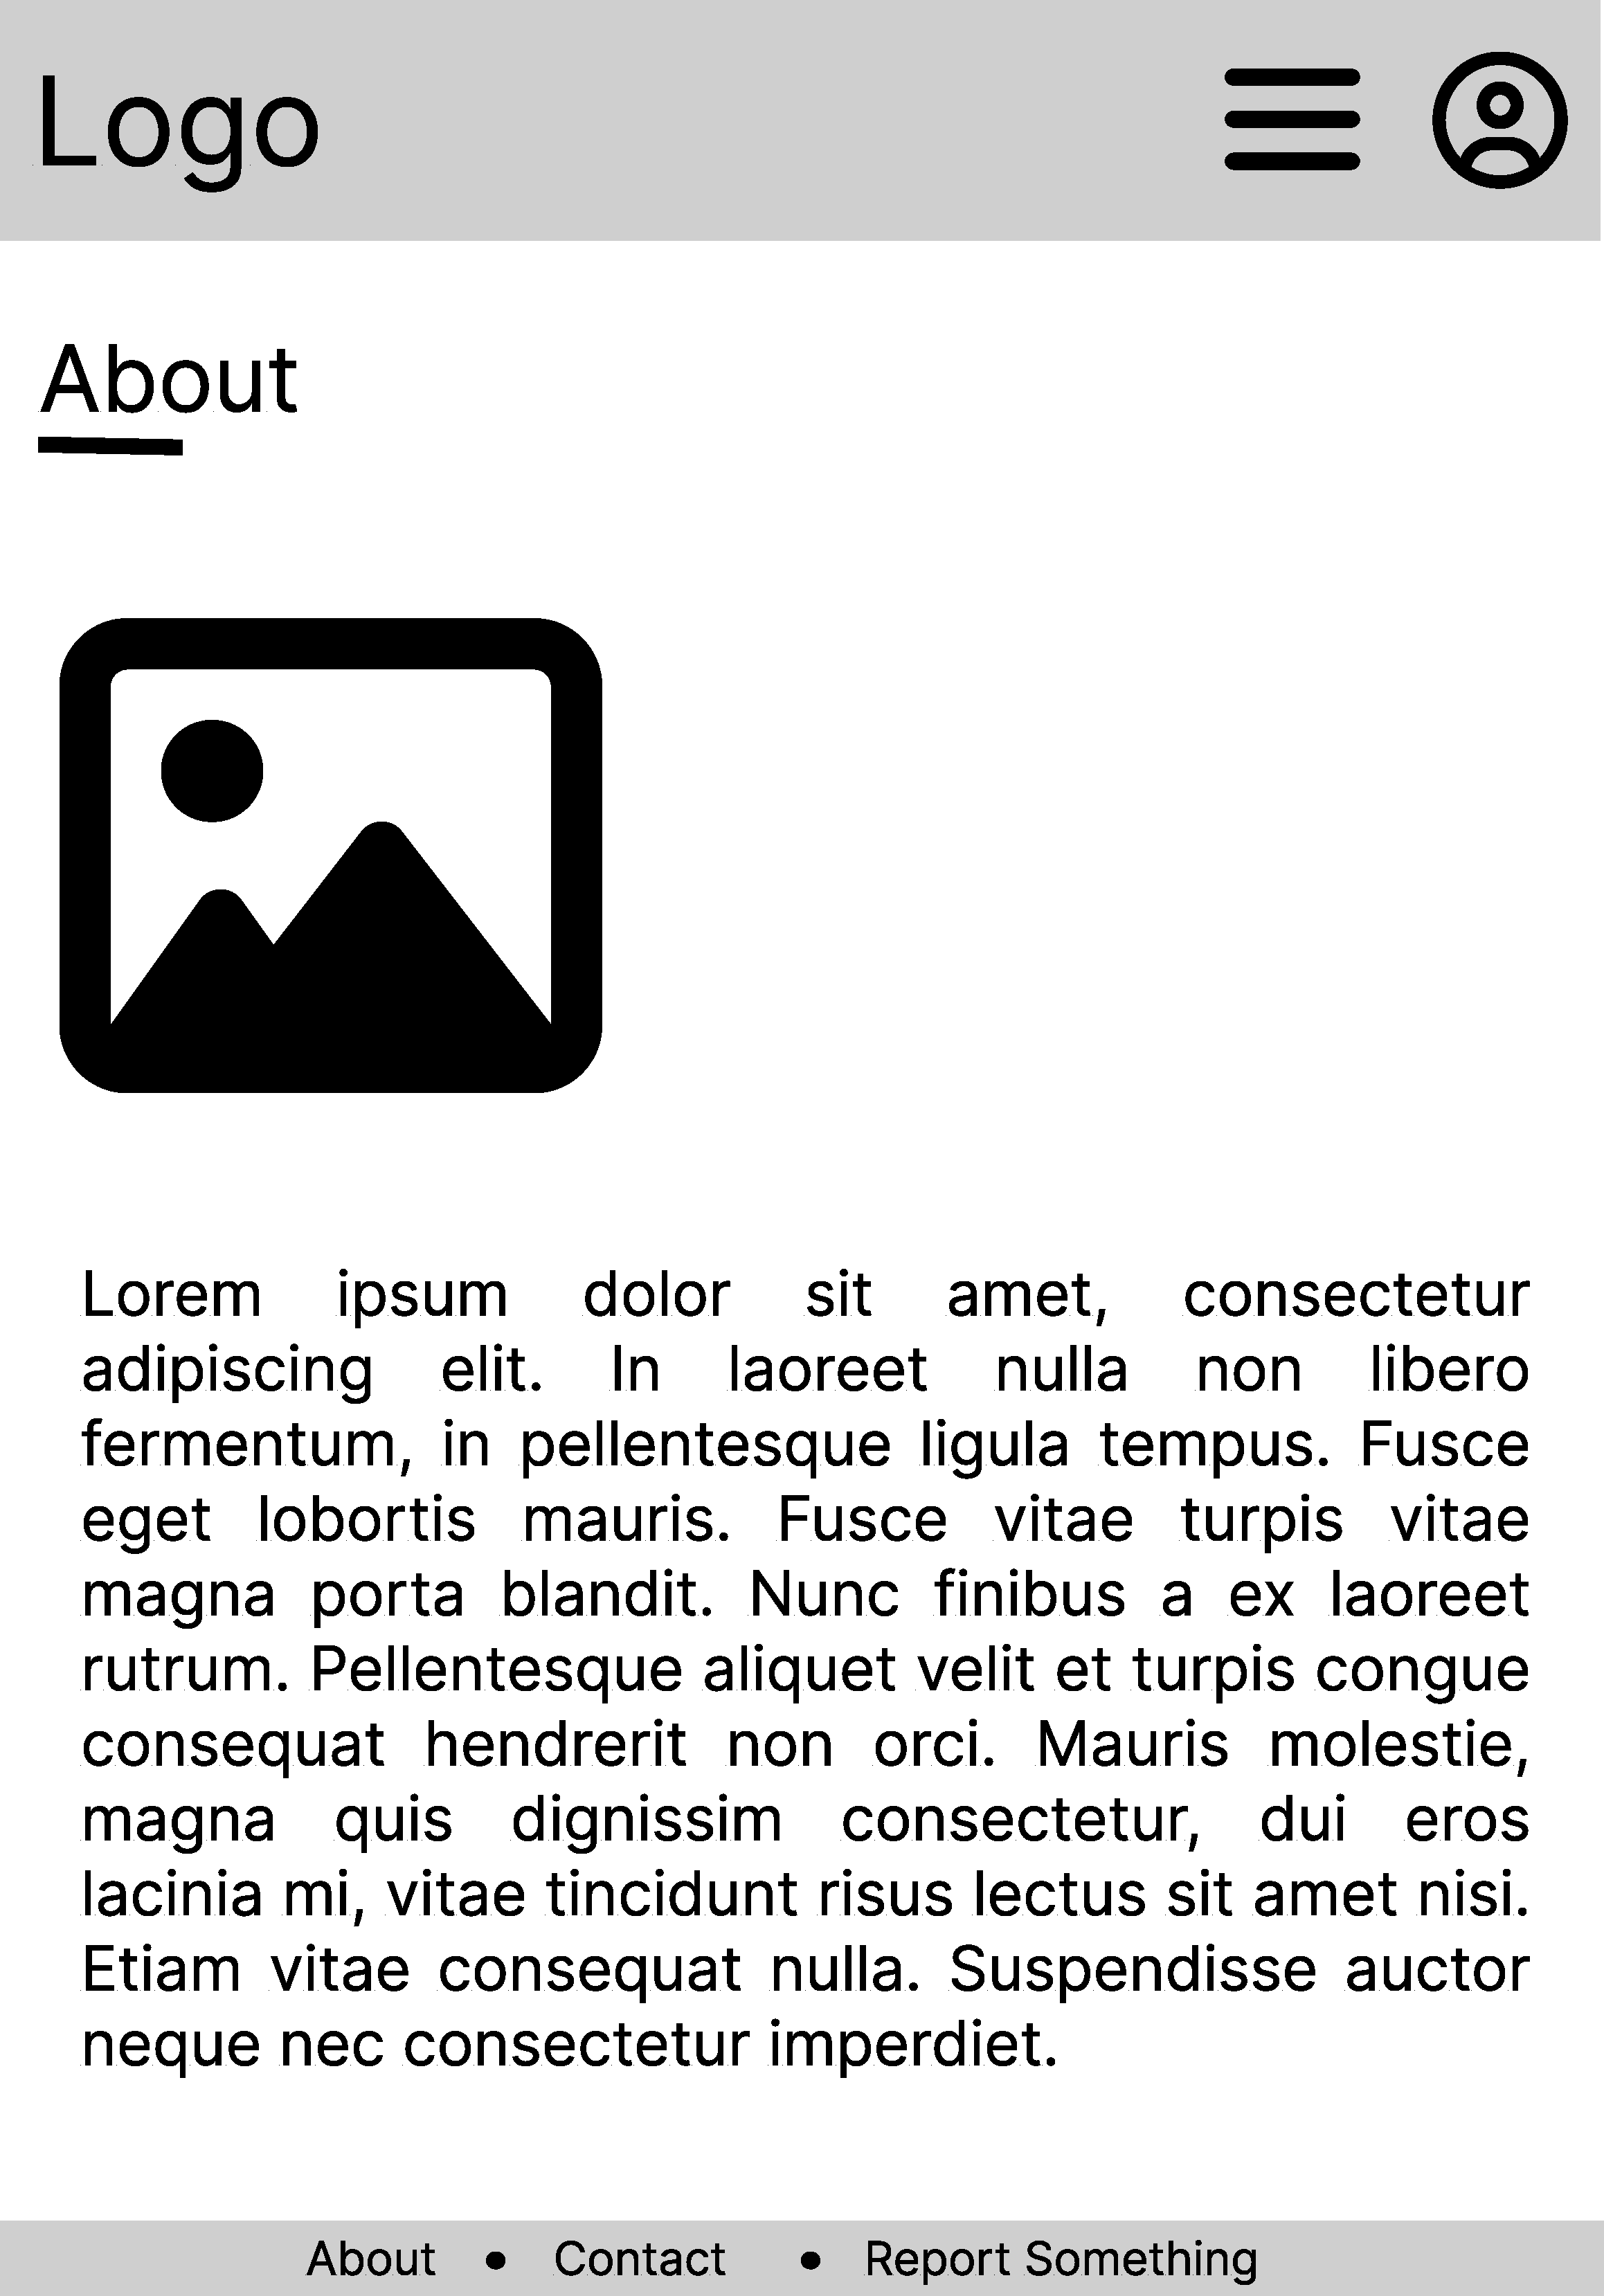 Logo
About
Lorem ipsum dolor sit amet, consectetur
adipiscing elit. In laoreet nulla non libero
fermentum, in pellentesque ligula tempus. Fusce
eget lobortis mauris. Fusce vitae turpis vitae
magna porta blandit. Nunc finibus a ex laoreet
rutrum. Pellentesque aliquet velit et turpis congue
consequat hendrerit non orci. Mauris molestie,
magna quis dignissim consectetur, dui eros
lacinia mi, vitae tincidunt risus lectus sit amet nisi.
Etiam vitae consequat nulla. Suspendisse auctor
neque nec consectetur imperdiet.
About • Contact • Report Something